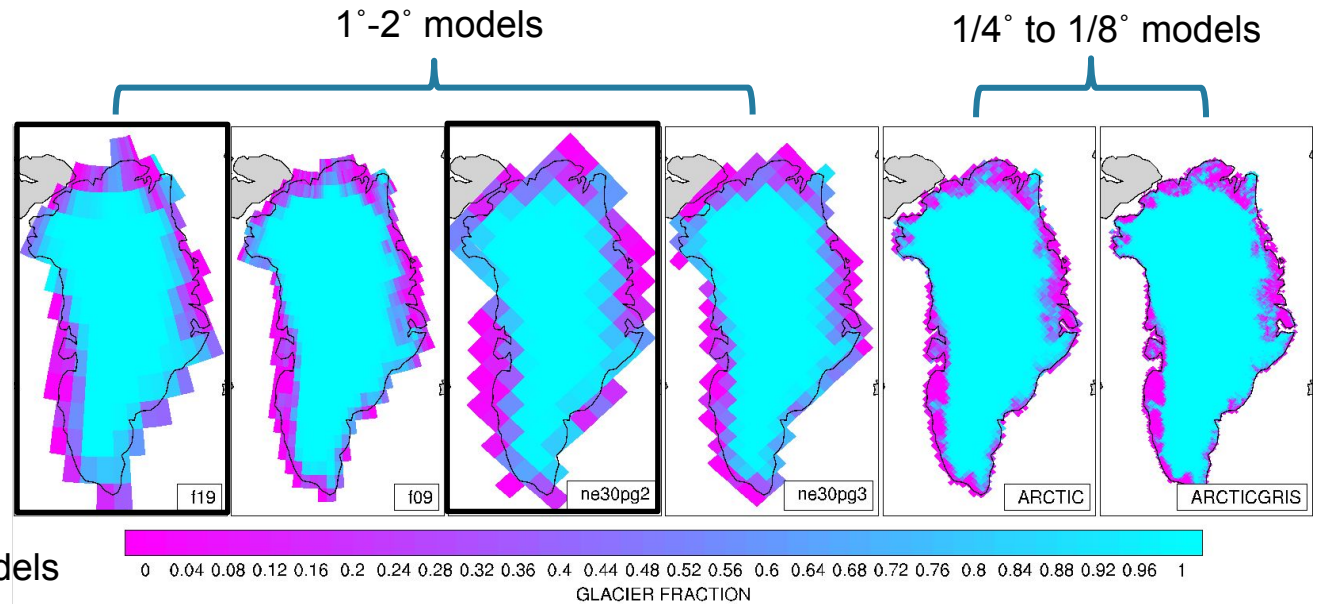 1˚-2˚ models
1/4˚ to 1/8˚ models
f19
f09
ne30pg2
ne30pg3
ARCTIC
ARCTICGRIS
dels
0 0.04 0.08 0.12 0.16 0.2 0.24 0.28 0.32 0.36 0.4 0.44 0.48 0.52 0.56 0.6 0.64 0.68 0.72 0.76 0.8 0.84 0.88 0.92 0.96 1
GLACIER FRACTION